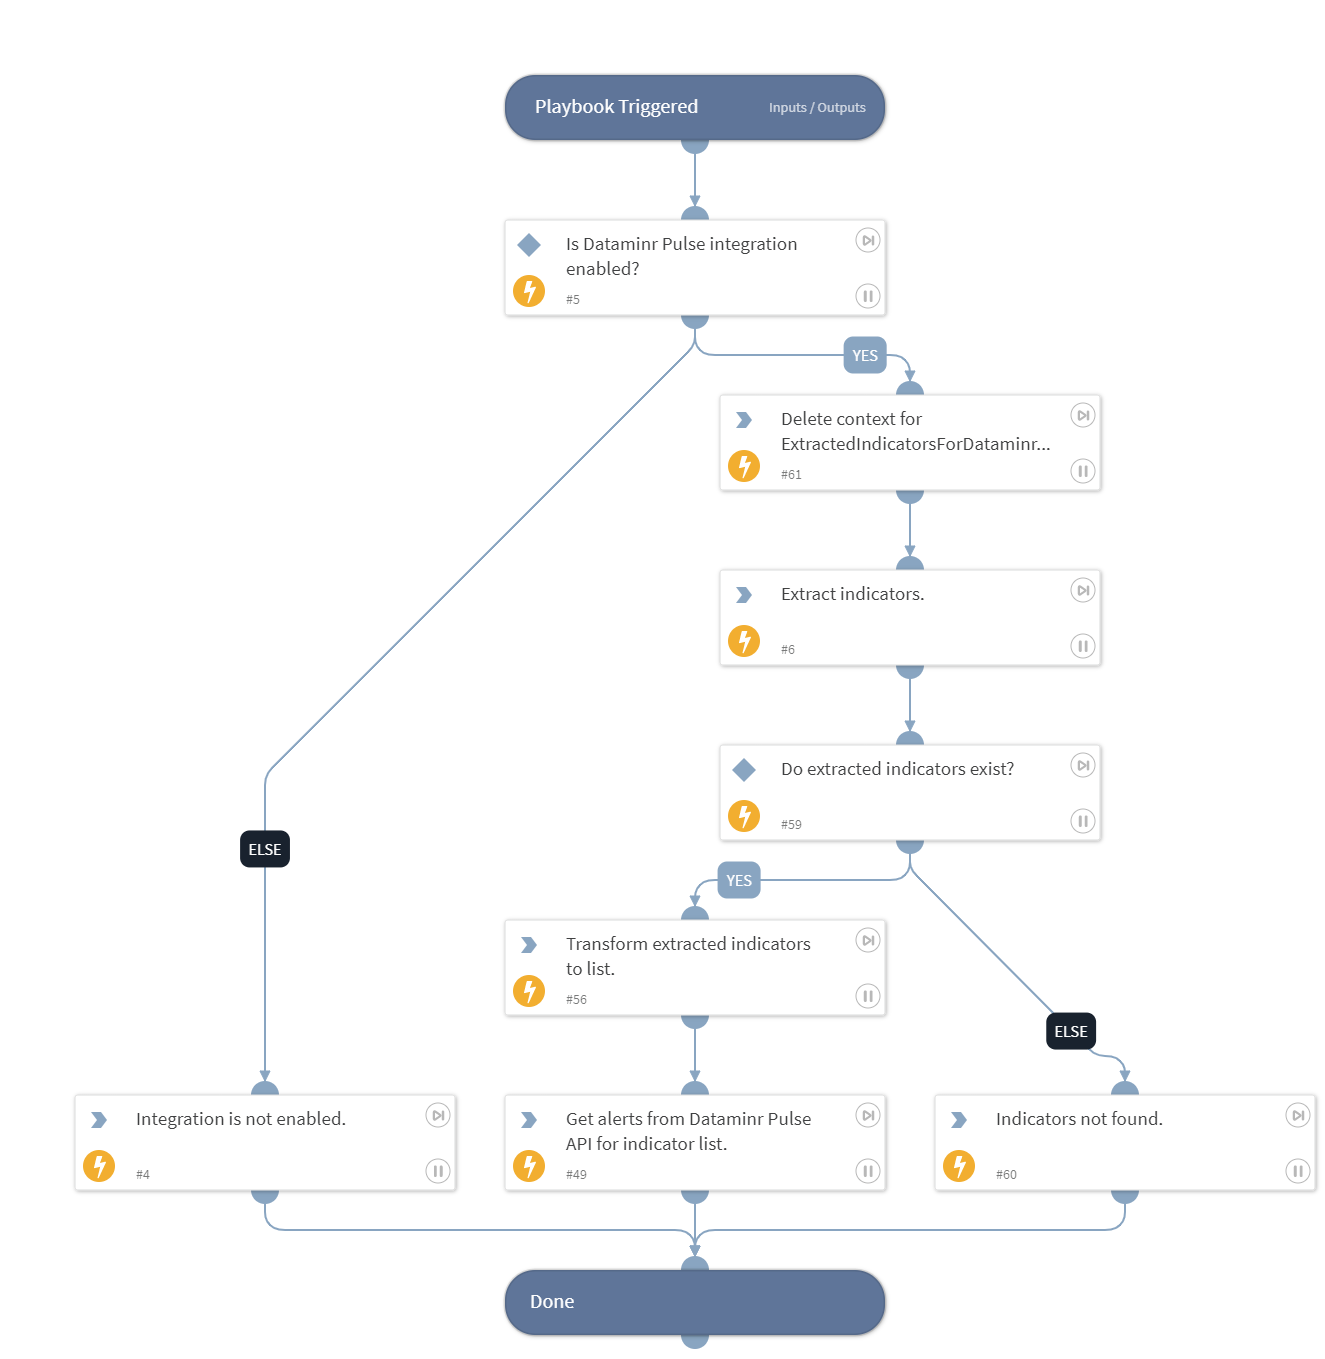 Playbook Triggered
Inputs / Outputs
Is Dataminr Pulse integration
enabled?
#5
YES
Delete context for
ExtractedIndicatorsForDataminr...
#61
Extract indicators.
#6
Do extracted indicators exist?
#59
ELSE
YES
Transform extracted indicators
to list.
#56
ELSE
Integration is not enabled.
#4
Get alerts from Dataminr Pulse
API for indicator list.
#49
Indicators not found.
#60
Done